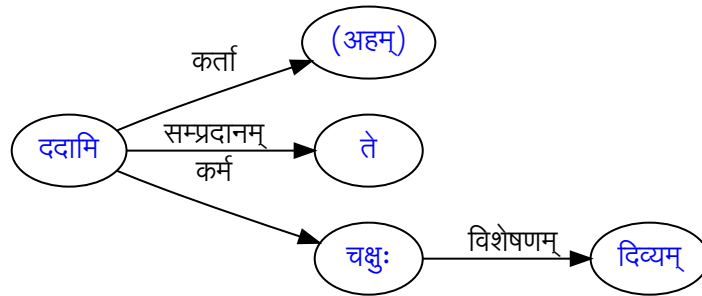 (अहम्)
कर्ता
ददामि
सम्प्रदानम्
ते
कर्म
चक्षुः
विशेषणम्
दिव्यम्